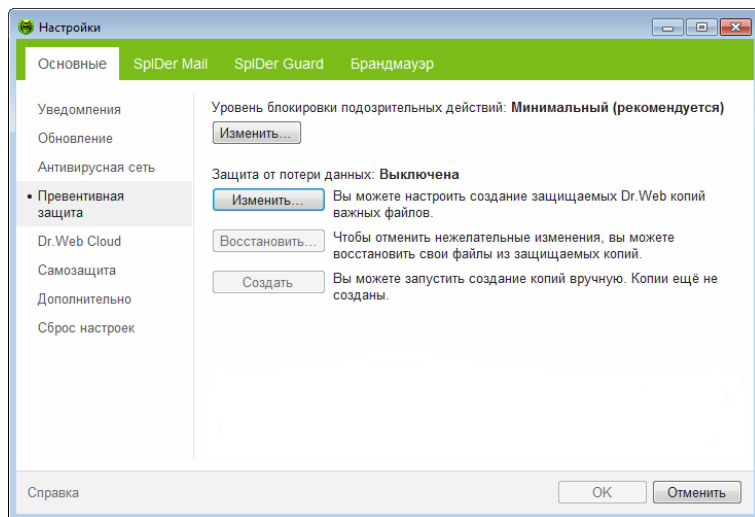 Настройки
Основные SpIDer Mail SpIDer Guard Брандмауэр
Уведомления
Обновление
Антивирусная сеть
Превентивная
защита
Dr.Web Cloud
Самозащита
Дополнительно
Сброс настроек
Уровень блокировки подозрительных действий: Минимальный (рекомендуется)
Изменить...
Защита от потери данных: Выключена
Изменить...
Вы можете настроить создание защищаемых Dr.Web копий
важных файлов.
Восстановить...
Чтобы отменить нежелательные изменения, вы можете
восстановить свои файлы из защищаемых копий.
Создать
Вы можете запустить создание копий вручную. Копии ещё не
созданы.
Справка
OK
Отменить